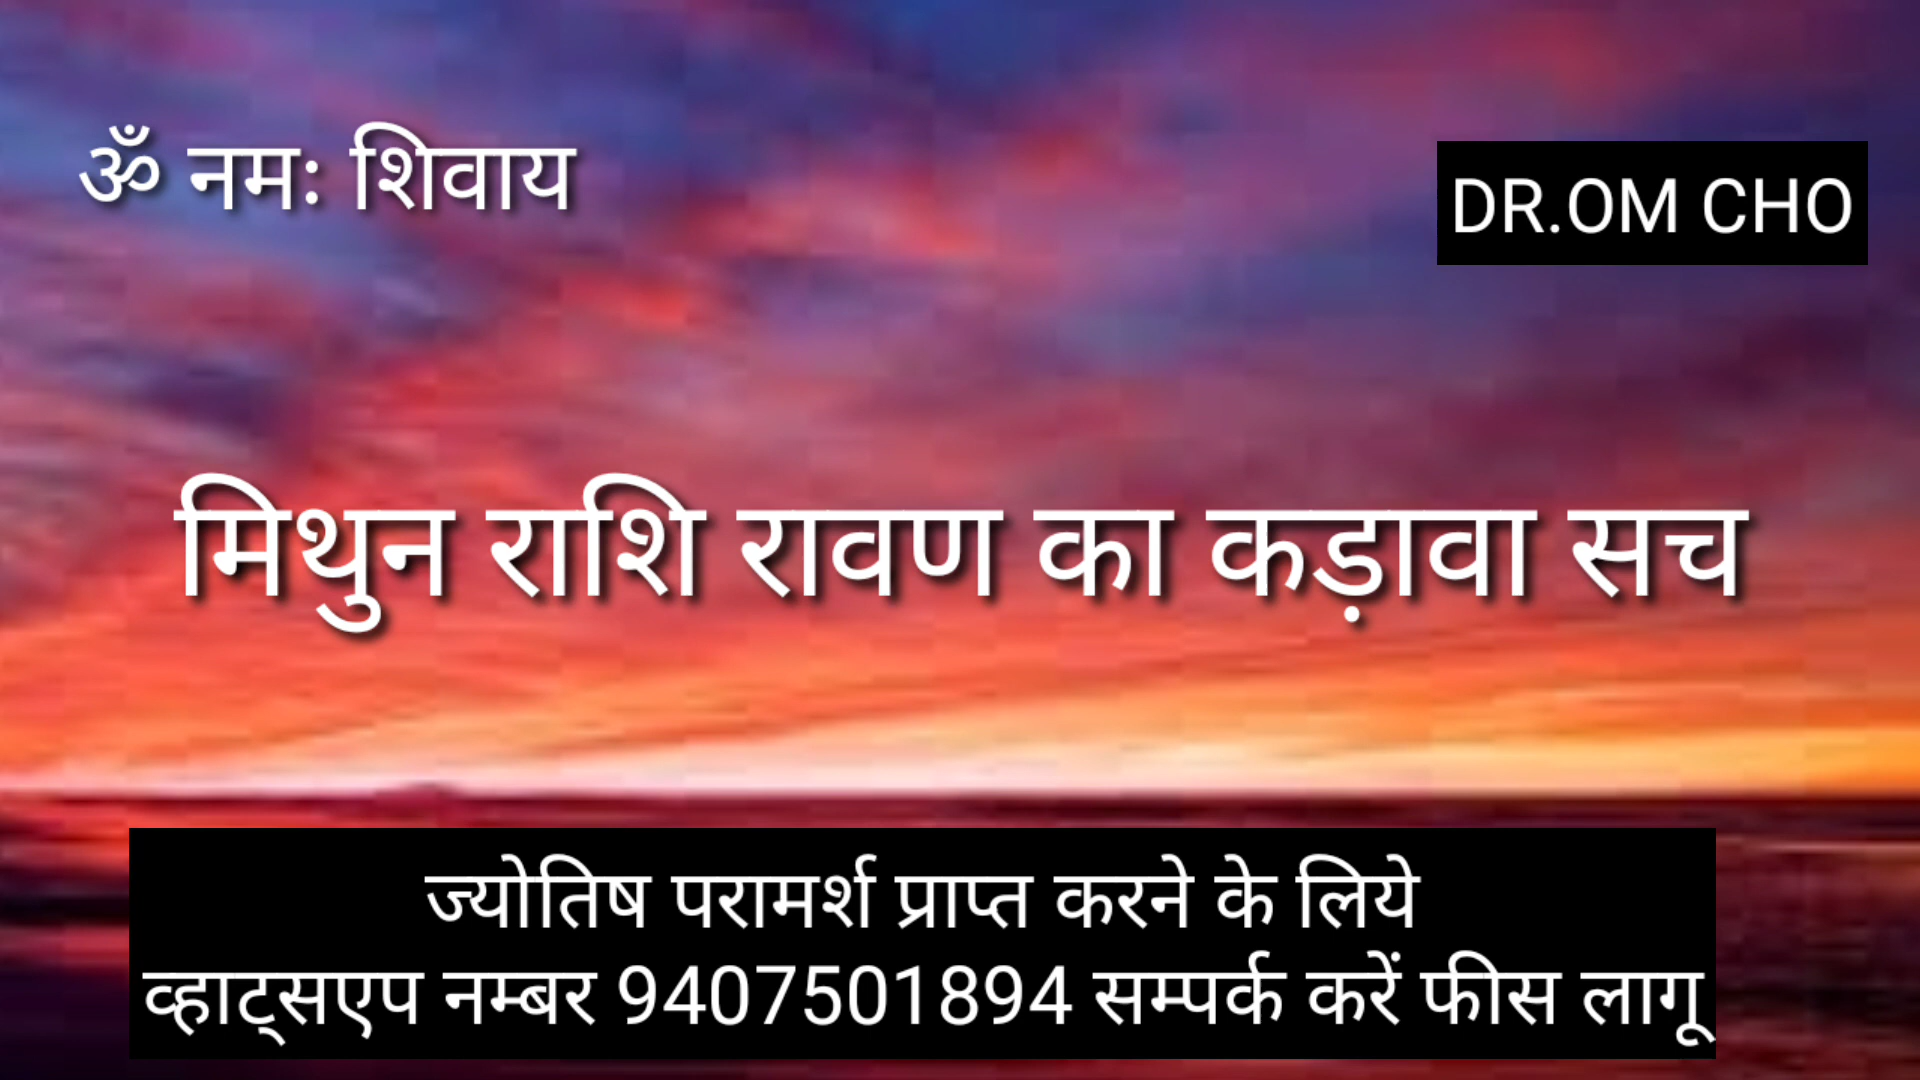 ॐ नमः शिवाय
DR.OM CHO
मिथुन राशि रावण का कड़ावा सच
ज्योतिष परामर्श प्राप्त करने के लिये
व्हाट्सएप नम्बर 9407501894 सम्पर्क करें फीस लागू